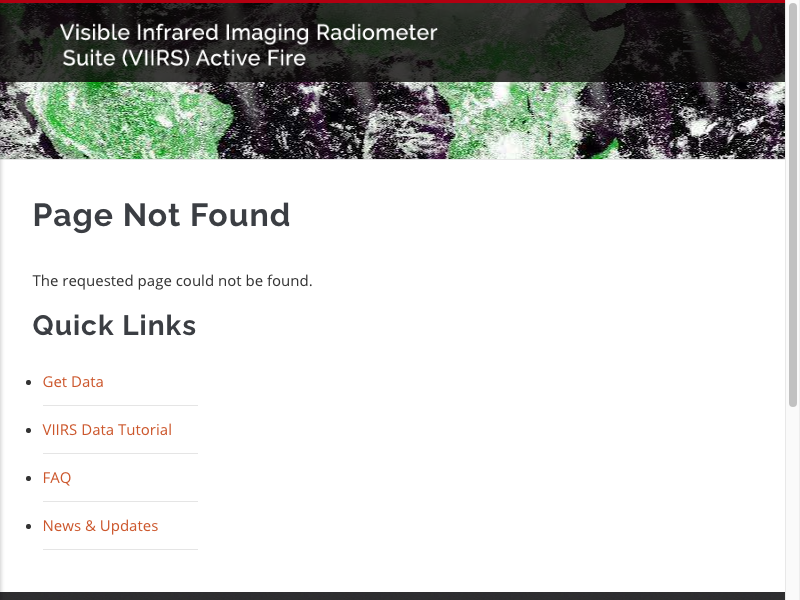 Visible Infrared Imaging Radiometer
Suite (VIIRS) Active Fire
Page Not Found
The requested page could not be found.
Quick Links
Get Data
VIIRS Data Tutorial
FAQ
News & Updates